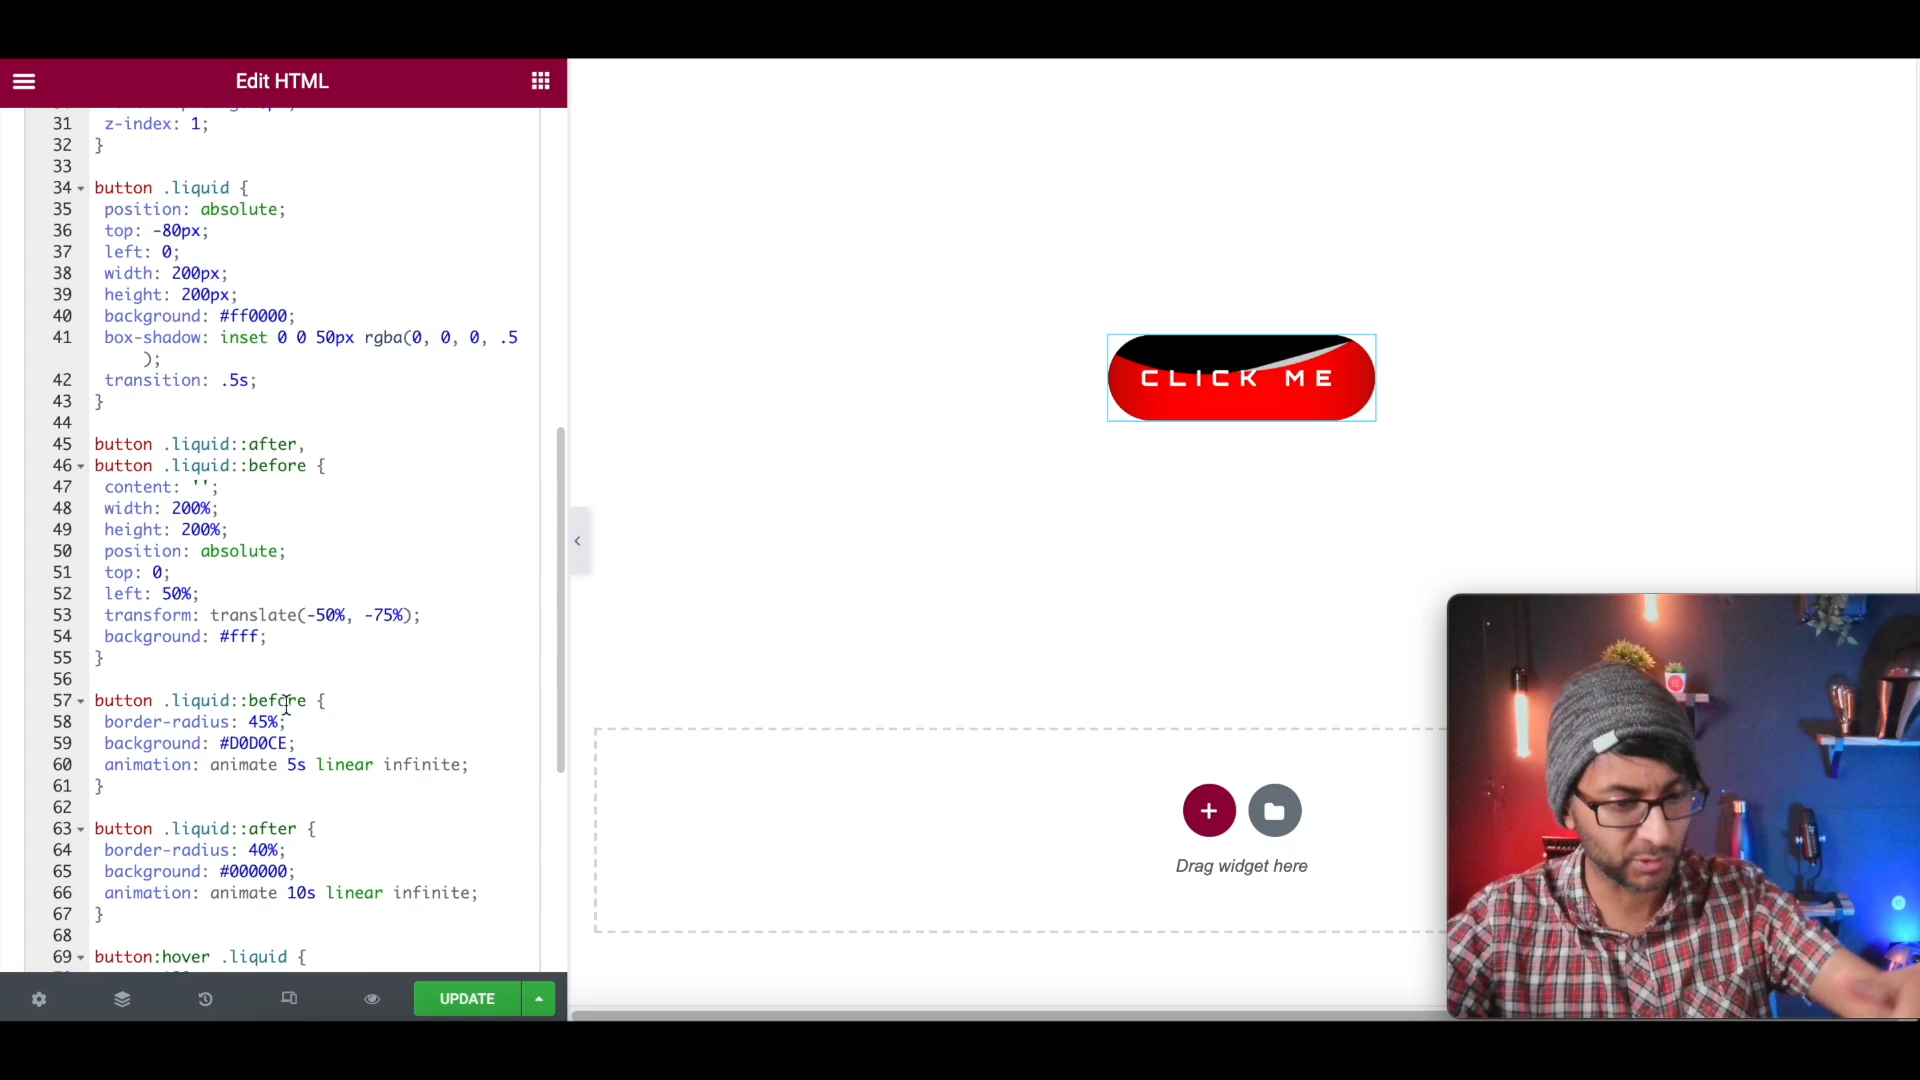 Edit HTML
31 z-index: 1;
32 }
33
34 button .liquid {
35 position: absolute;
36 top: -80px;
37 left: 0;
38 width: 200px;
39 height: 200px;
40 background: #ff0000;
41 box-shadow: inset 0 0 50px rgba(0, 0, 0, .5
);
42 transition: .5s;
43 }
44
45 button .liquid::after,
46 button .liquid::before {
47 content: '';
48 width: 200%;
49 height: 200%;
50 position: absolute;
51 top: 0;
52 left: 50%;
53 transform: translate(-50%, -75%);
54 background: #fff;
55 }
56
57 button .liquid::before {
58 border-radius: 45%;
59 background: #D0D0CE;
60 animation: animate 5s linear infinite;
61 }
62
63 button .liquid::after {
64 border-radius: 40%;
65 background: #000000;
66 animation: animate 10s linear infinite;
67 }
68
69 button:hover .liquid {
UPDATE
CLICK ME
Drag widget here